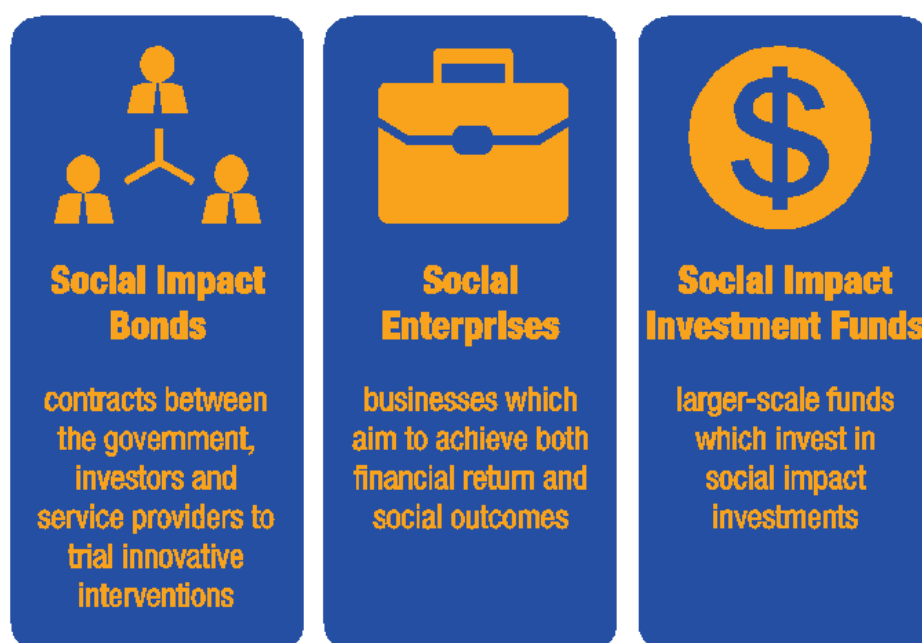 Social Impact
Bonds
contracts between
the government,
investors and
service providers to
trial innovative
interventions
Social
Enterprises
businesses which
aim to achieve both
financial return and
social outcomes
$
Social Impact
Investment Funds
larger-scale funds
which invest in
social impact
investments